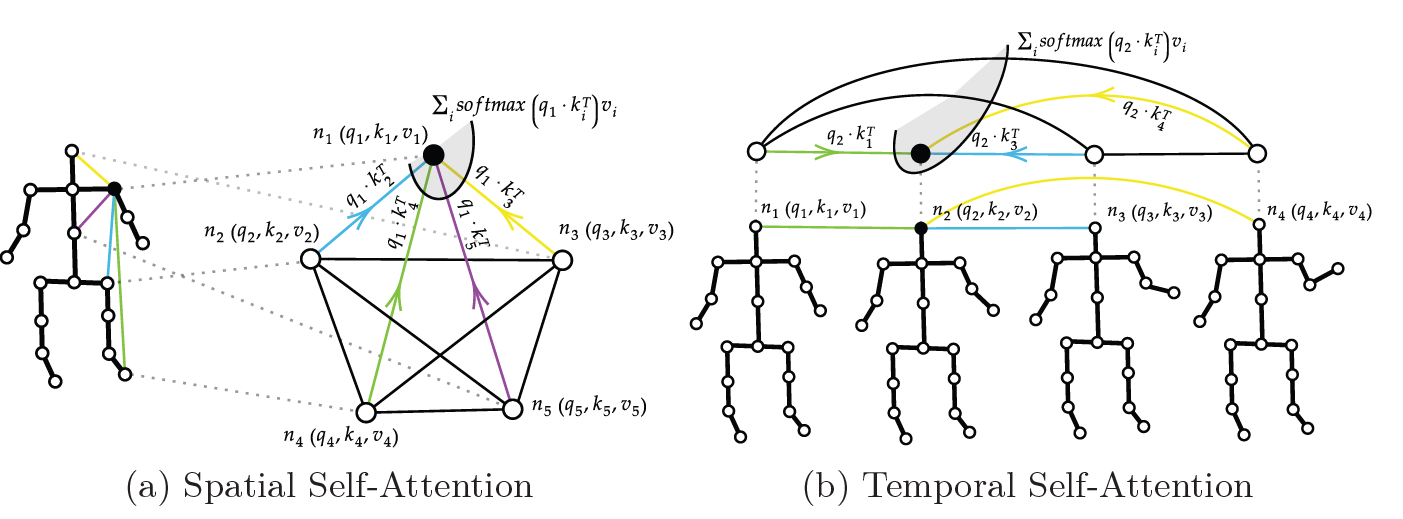 Σ_i softmax (q_1 · k_i^T) v_i
n_1 (q_1, k_1, v_1)
q_1 · k_2^T
q_1 · k_3^T
q_1 · k_4^T
q_1 · k_5^T
n_2 (q_2, k_2, v_2)
n_3 (q_3, k_3, v_3)
n_4 (q_4, k_4, v_4)
n_5 (q_5, k_5, v_5)
(a) Spatial Self-Attention
Σ_i softmax (q_2 · k_i^T) v_i
q_2 · k_1^T
q_2 · k_3^T
q_2 · k_4^T
n_1 (q_1, k_1, v_1)
n_2 (q_2, k_2, v_2)
n_3 (q_3, k_3, v_3)
n_4 (q_4, k_4, v_4)
(b) Temporal Self-Attention